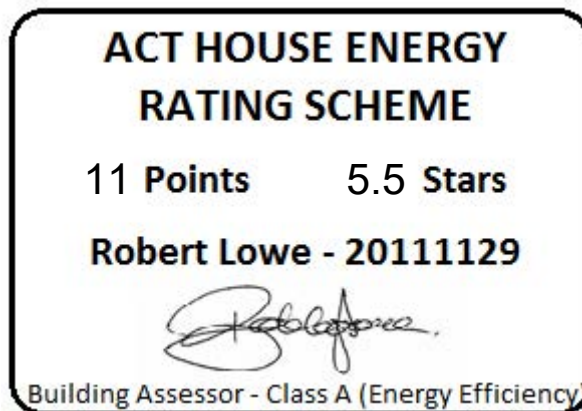 ACT HOUSE ENERGY
RATING SCHEME
11 Points 5.5 Stars
Robert Lowe - 20111129
Building Assessor - Class A (Energy Efficiency)